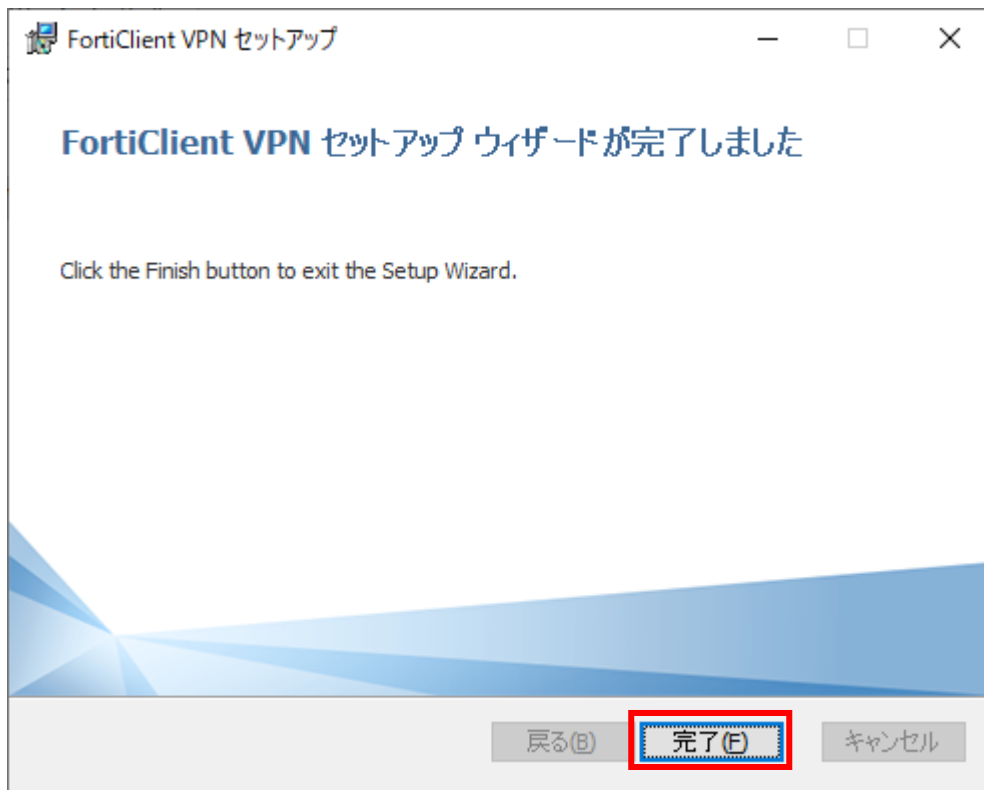 FortiClient VPN セットアップ
FortiClient VPN セットアップ ウィザードが完了しました
Click the Finish button to exit the Setup Wizard.
戻る(B) 完了(F) キャンセル